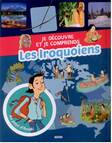 JE DÉCOUVRE
ET JE COMPRENDS
Les Iroquoiens